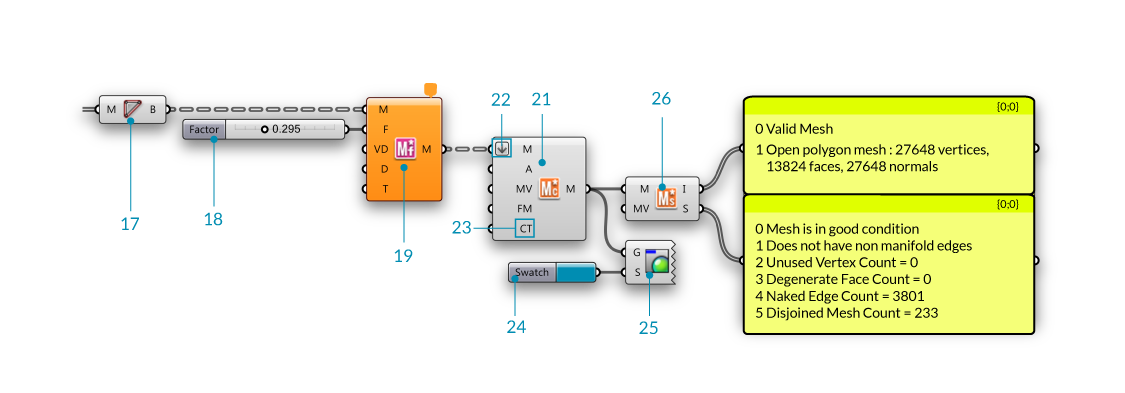 22
21
26
{0;0}
M
B
M
0 Valid Mesh
Factor
0.295
F
1 Open polygon mesh : 27648 vertices,
VD
Mf
M
M
13824 faces, 27648 normals
D
A
T
MV
Mc
M
M
Ms
I
FM
MV
S
{0;0}
17
18
23
CT
0 Mesh is in good condition
19
G
1 Does not have non manifold edges
2 Unused Vertex Count = 0
Swatch
S
3 Degenerate Face Count = 0
4 Naked Edge Count = 3801
5 Disjoined Mesh Count = 233
24
25